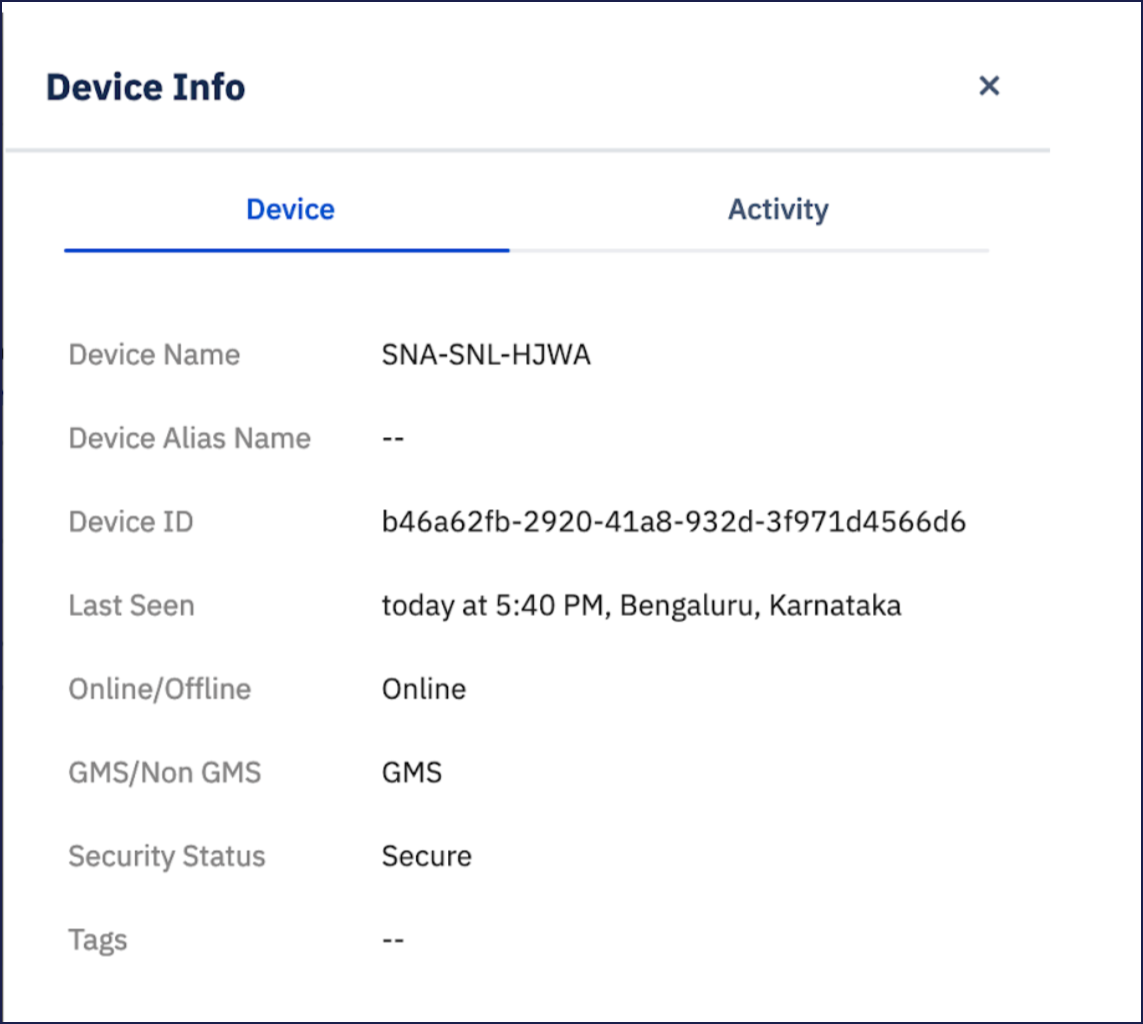 Device Info ×
Device Activity
Device Name SNA-SNL-HJWA
Device Alias Name --
Device ID b46a62fb-2920-41a8-932d-3f971d4566d6
Last Seen today at 5:40 PM, Bengaluru, Karnataka
Online/Offline Online
GMS/Non GMS GMS
Security Status Secure
Tags --